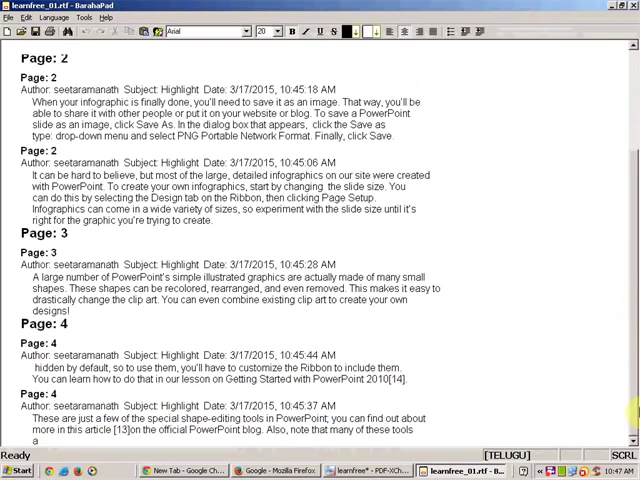 learnfree_01.rtf - BarahaPad
File Edit Language Tools Help
Arial 20 B I U S
Page: 2
Page: 2
Author: seetaramanath Subject: Highlight Date: 3/17/2015, 10:45:18 AM
When your infographic is finally done, you'll need to save it as an image. That way, you'll be
able to share it with other people or put it on your website or blog. To save a PowerPoint
slide as an image, click Save As. In the dialog box that appears, click the Save as
type: drop-down menu and select PNG Portable Network Format. Finally, click Save.
Page: 2
Author: seetaramanath Subject: Highlight Date: 3/17/2015, 10:45:06 AM
It can be hard to believe, but most of the large, detailed infographics on our site were created
with PowerPoint. To create your own infographics, start by changing the slide size. You
can do this by selecting the Design tab on the Ribbon, then clicking Page Setup.
Infographics can come in a wide variety of sizes, so experiment with the slide size until it's
right for the graphic you're trying to create.
Page: 3
Page: 3
Author: seetaramanath Subject: Highlight Date: 3/17/2015, 10:45:28 AM
A large number of PowerPoint's simple illustrated graphics are actually made of many small
shapes. These shapes can be recolored, rearranged, and even removed. This makes it easy to
drastically change the clip art. You can even combine existing clip art to create your own
designs!
Page: 4
Page: 4
Author: seetaramanath Subject: Highlight Date: 3/17/2015, 10:45:44 AM
hidden by default, so to use them, you'll have to customize the Ribbon to include them.
You can learn how to do that in our lesson on Getting Started with PowerPoint 2010[14].
Page: 4
Author: seetaramanath Subject: Highlight Date: 3/17/2015, 10:45:37 AM
These are just a few of the special shape-editing tools in PowerPoint; you can find out about
more in this article [13]on the official PowerPoint blog. Also, note that many of these tools
a
Ready [TELUGU] SCRL
Start New Tab - Google Ch... Google - Mozilla Firefox learnfree* - PDF-XCh... learnfree_01.rtf - Ba... 10:47 AM